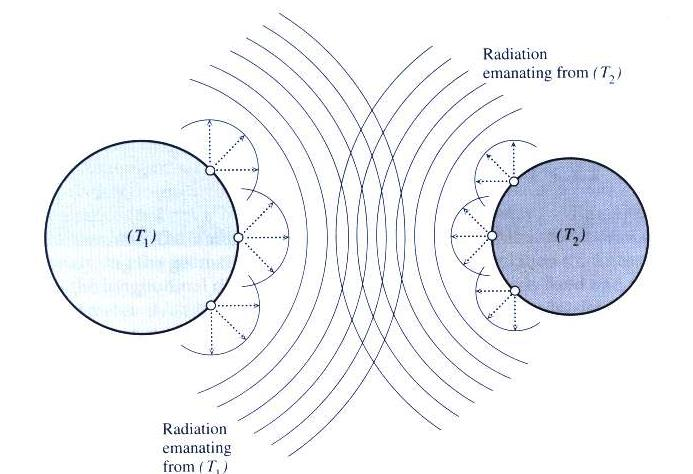 Radiation
emanating from (T₂)
(T₁)
(T₂)
Radiation
emanating
from (T₁)